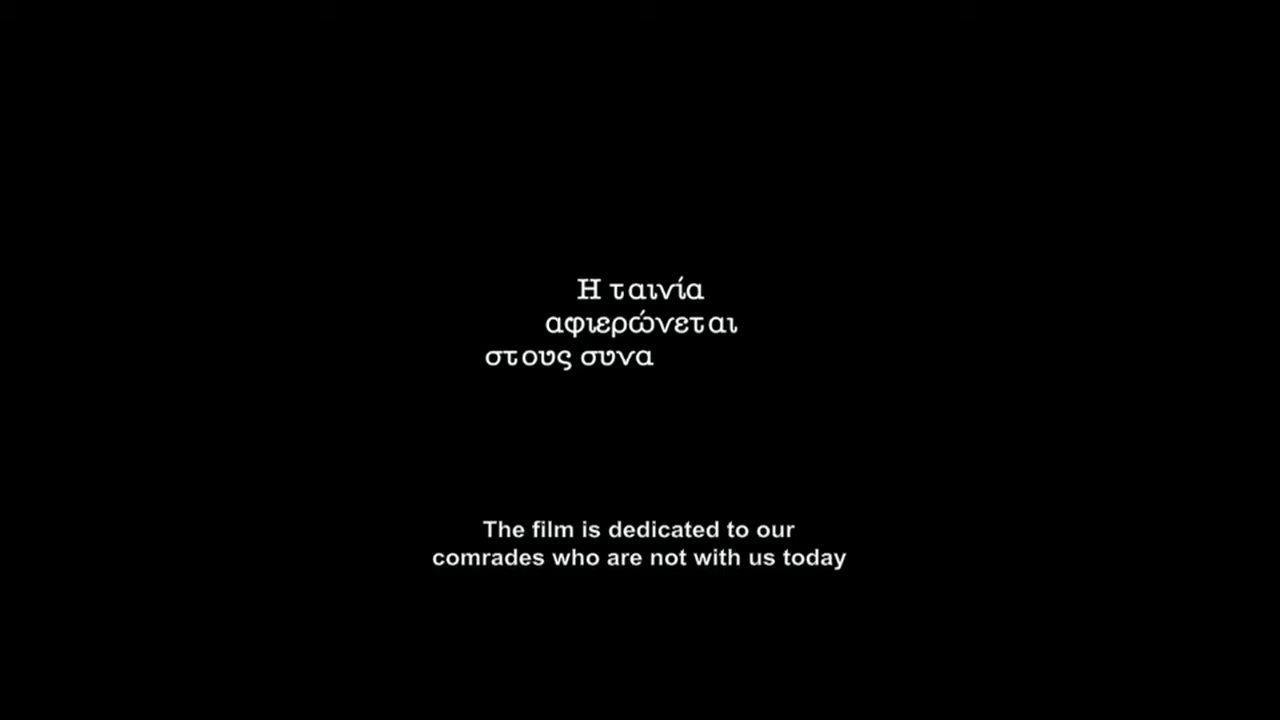 Η ταινία
αφιερώνεται
στους συνα
The film is dedicated to our
comrades who are not with us today